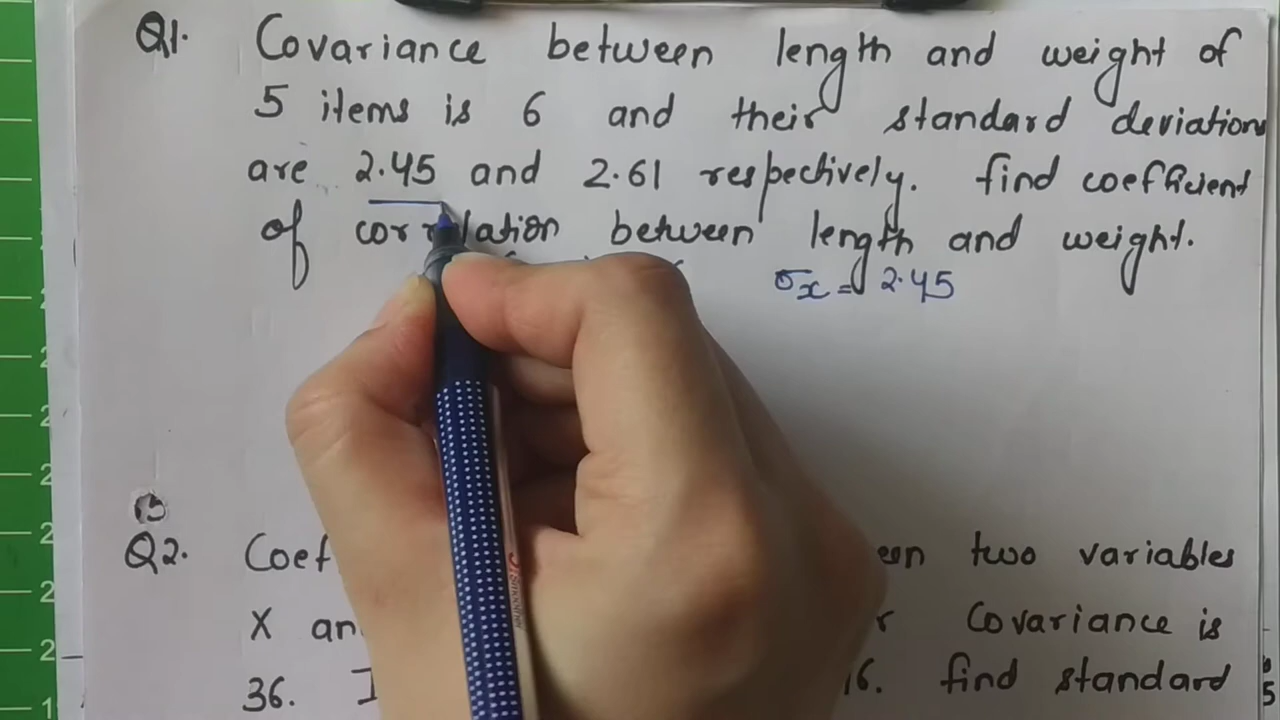 Q1. Covariance between length and weight of
5 items is 6 and their standard deviations
are 2.45 and 2.61 respectively. find coefficient
of correlation between length and weight.
σx = 2.45
Q2. two variables
X Covariance is
36. 16. find standard